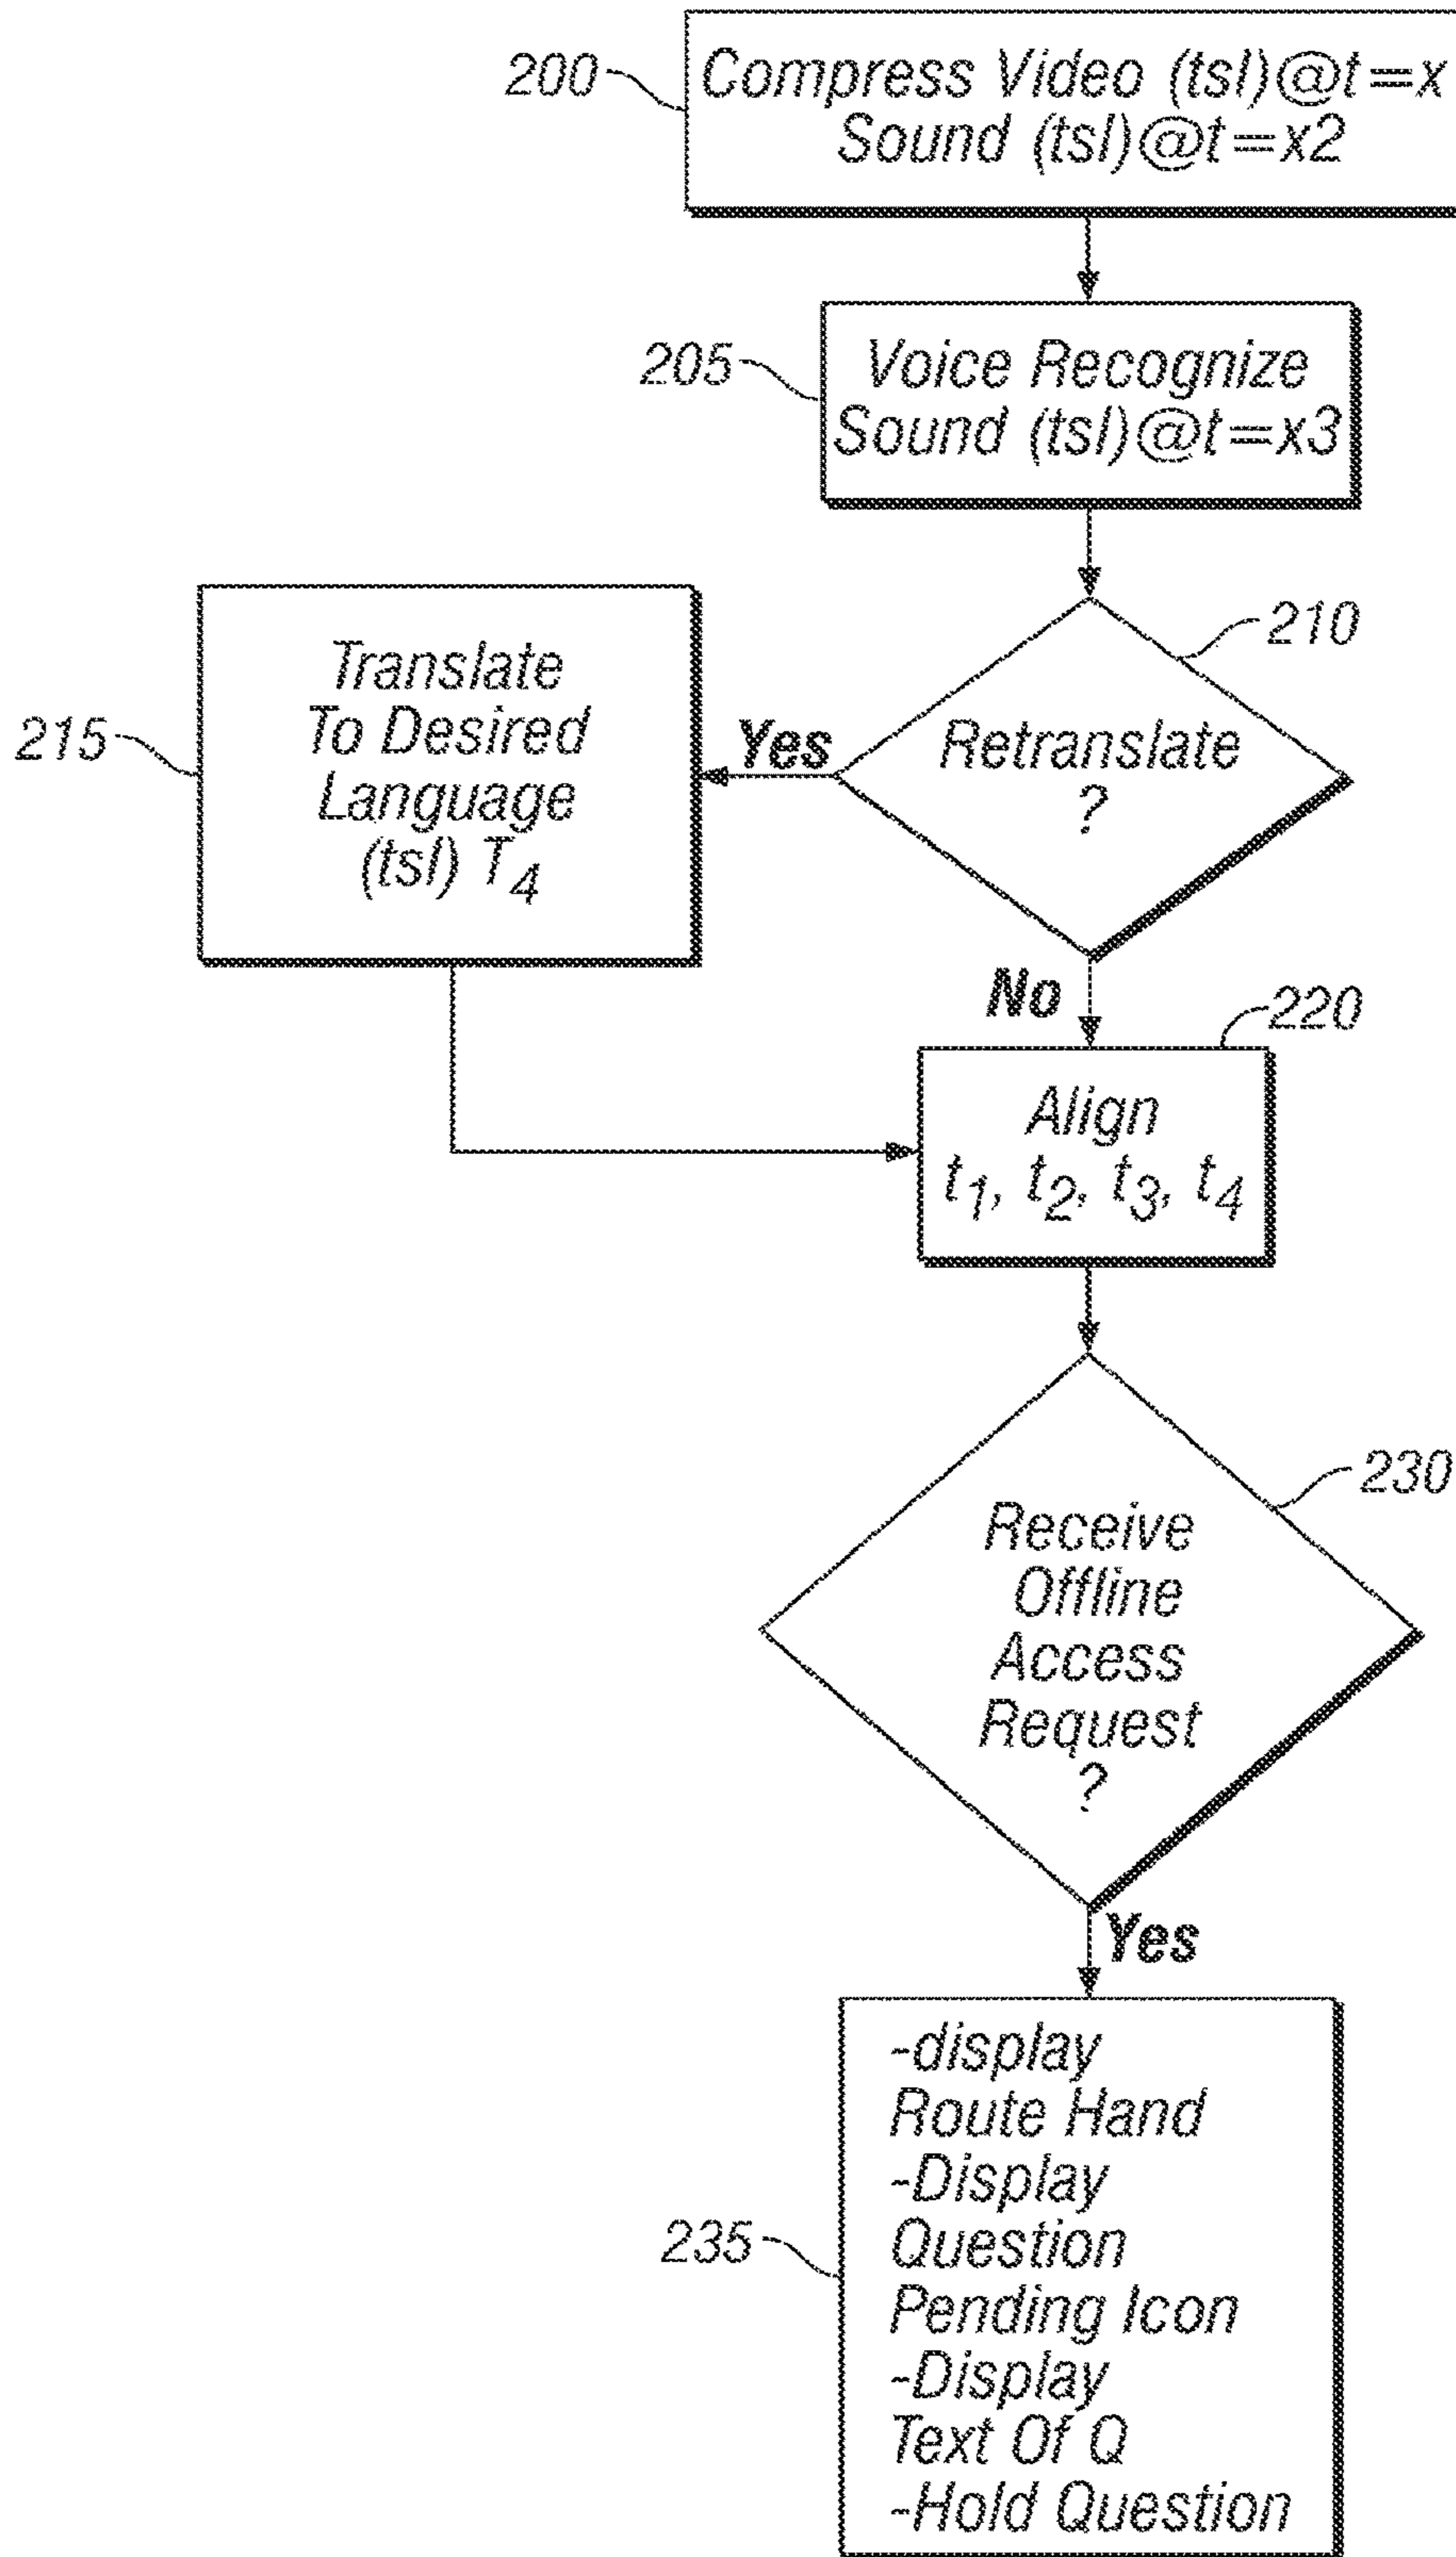 200
Compress Video (tsl)@t=x
Sound (tsl)@t=x2
205
Voice Recognize
Sound (tsl)@t=x3
210
Retranslate
?
Yes
215
Translate
To Desired
Language
(tsl) T4
No
220
Align
t1, t2, t3, t4
230
Receive
Offline
Access
Request
?
Yes
235
-display
Route Hand
-Display
Question
Pending Icon
-Display
Text Of Q
-Hold Question